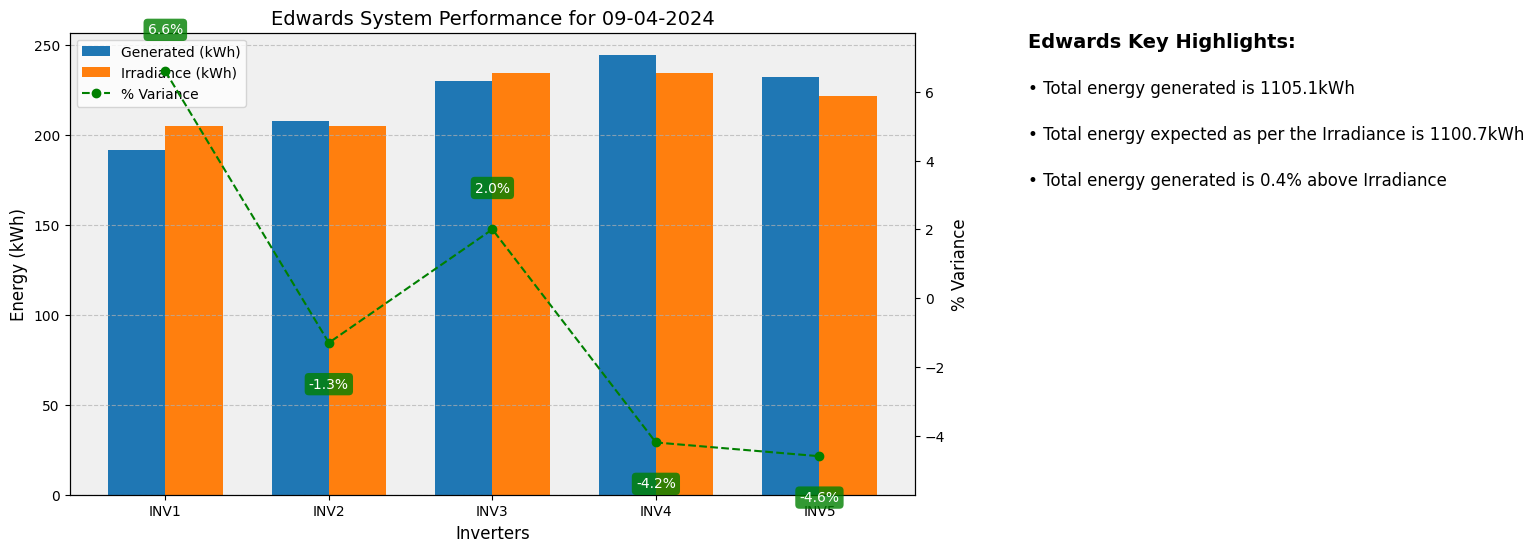 Edwards System Performance for 09-04-2024
Generated (kWh)
Irradiance (kWh)
% Variance
6.6%
-1.3%
2.0%
-4.2%
-4.6%
250
200
150
100
50
0
Energy (kWh)
6
4
2
0
−2
−4
% Variance
INV1
INV2
INV3
INV4
INV5
Inverters
Edwards Key Highlights:
• Total energy generated is 1105.1kWh
• Total energy expected as per the Irradiance is 1100.7kWh
• Total energy generated is 0.4% above Irradiance